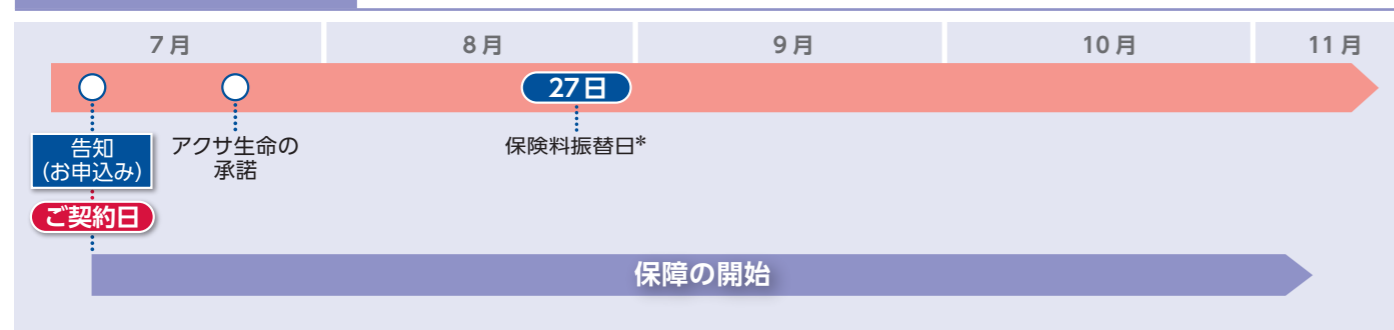 7月
8月
9月
10月
11月
27日
告知
(お申込み)
アクサ生命の
承諾
保険料振替日*
ご契約日
保障の開始